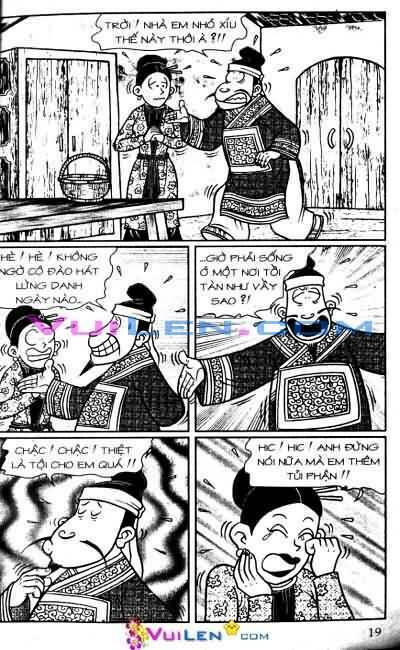 TRỜI! NHÀ EM NHỎ XÍU
THẾ NÀY THÔI À?!!
HÈ! HÈ! KHÔNG
NGỜ CÔ ĐÀO HÁT
LỪNG DANH
NGÀY NÀO...
...GIỜ PHẢI SỐNG
Ở MỘT NƠI TỒI
TÀN NHƯ VẦY
SAO?!
VUILEN.COM
CHẬC! CHẬC! THIỆT
LÀ TỘI CHO EM QUÁ!!
HIC! HIC! ANH ĐỪNG
NÓI NỮA MÀ EM THÊM
TỦI PHẬN!!
19
VUILEN.COM